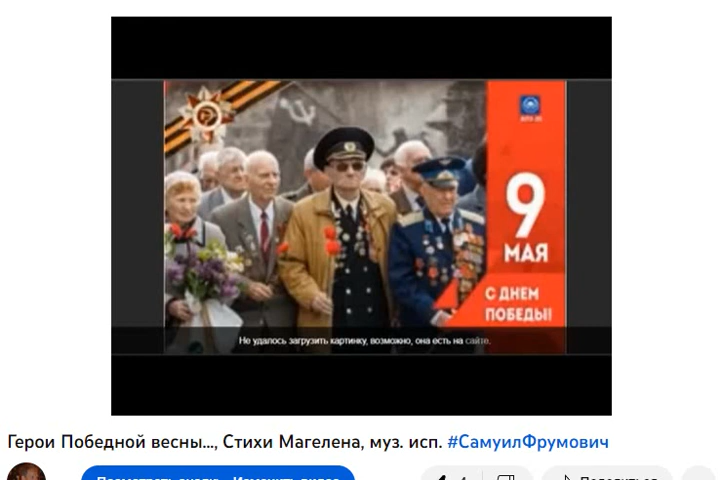 9
МАЯ
С ДНЕМ
ПОБЕДЫ!
Не удалось загрузить картинку, возможно, она есть на сайте.
Герои Победной весны..., Стихи Магелена, муз. исп. #СамуилФрумович